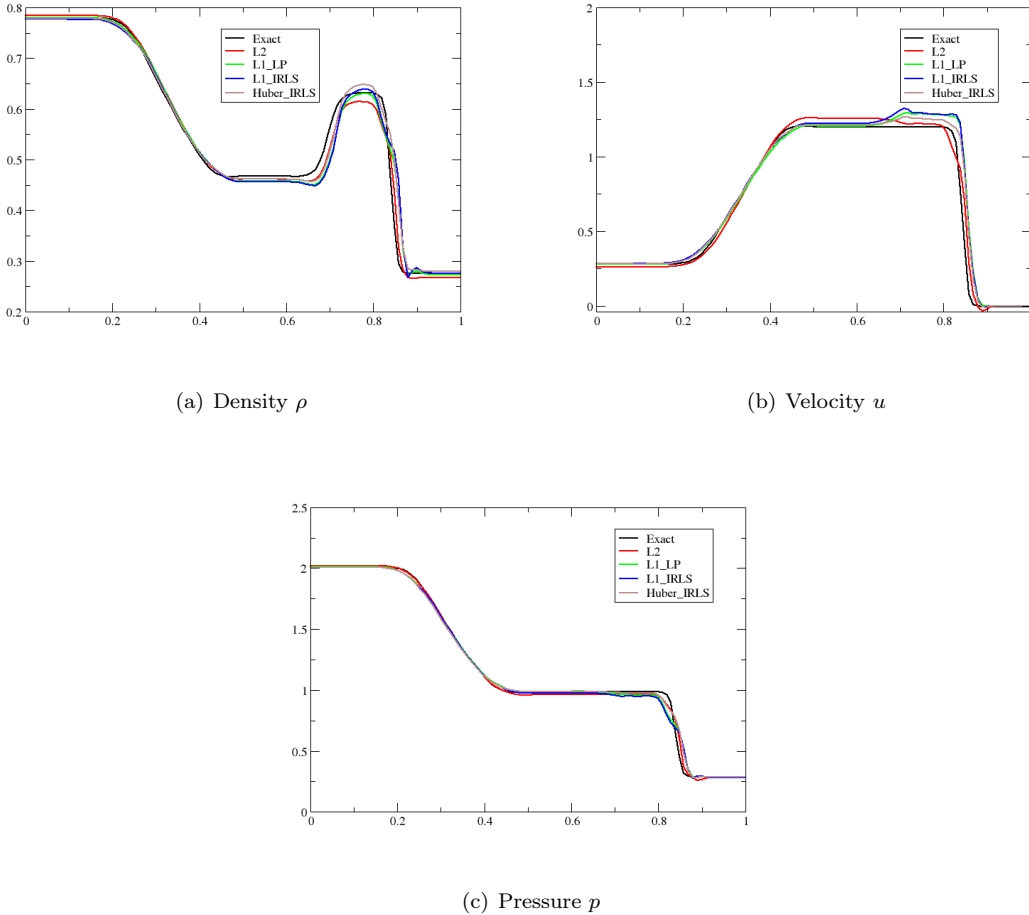 0.8
0.7
0.6
0.5
0.4
0.3
0.2
0 0.2 0.4 0.6 0.8 1
Exact
L2
L1_LP
L1_IRLS
Huber_IRLS
(a) Density ρ
2
1.5
1
0.5
0
0 0.2 0.4 0.6 0.8
Exact
L2
L1_LP
L1_IRLS
Huber_IRLS
(b) Velocity u
2.5
2
1.5
1
0.5
0
0 0.2 0.4 0.6 0.8 1
Exact
L2
L1_LP
L1_IRLS
Huber_IRLS
(c) Pressure p